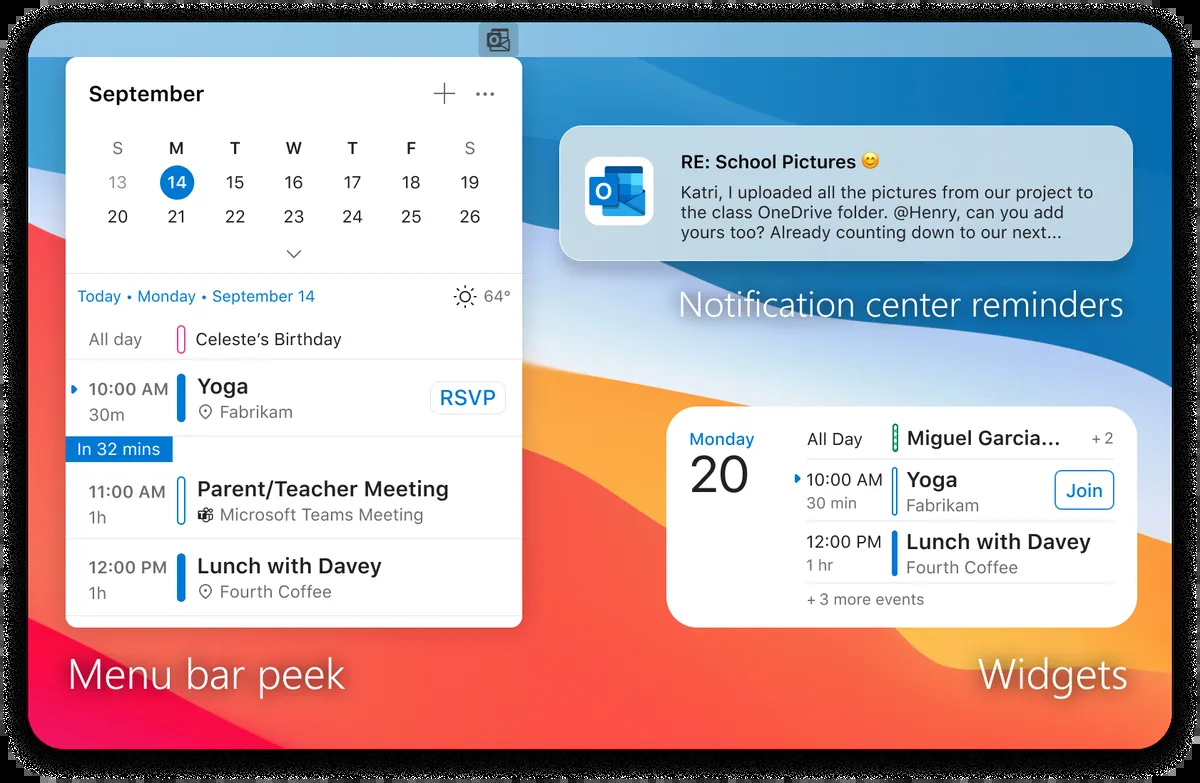 September
S M T W T F S
13 14 15 16 17 18 19
20 21 22 23 24 25 26
Today • Monday • September 14 64°
All day Celeste’s Birthday
10:00 AM Yoga RSVP
30m Fabrikam
In 32 mins
11:00 AM Parent/Teacher Meeting
1h Microsoft Teams Meeting
12:00 PM Lunch with Davey
1h Fourth Coffee
Menu bar peek
RE: School Pictures 😊
Katri, I uploaded all the pictures from our project to
the class OneDrive folder. @Henry, can you add
yours too? Already counting down to our next...
Notification center reminders
Monday
20
All Day Miguel Garcia... + 2
10:00 AM Yoga Join
30 min Fabrikam
12:00 PM Lunch with Davey
1 hr Fourth Coffee
+ 3 more events
Widgets